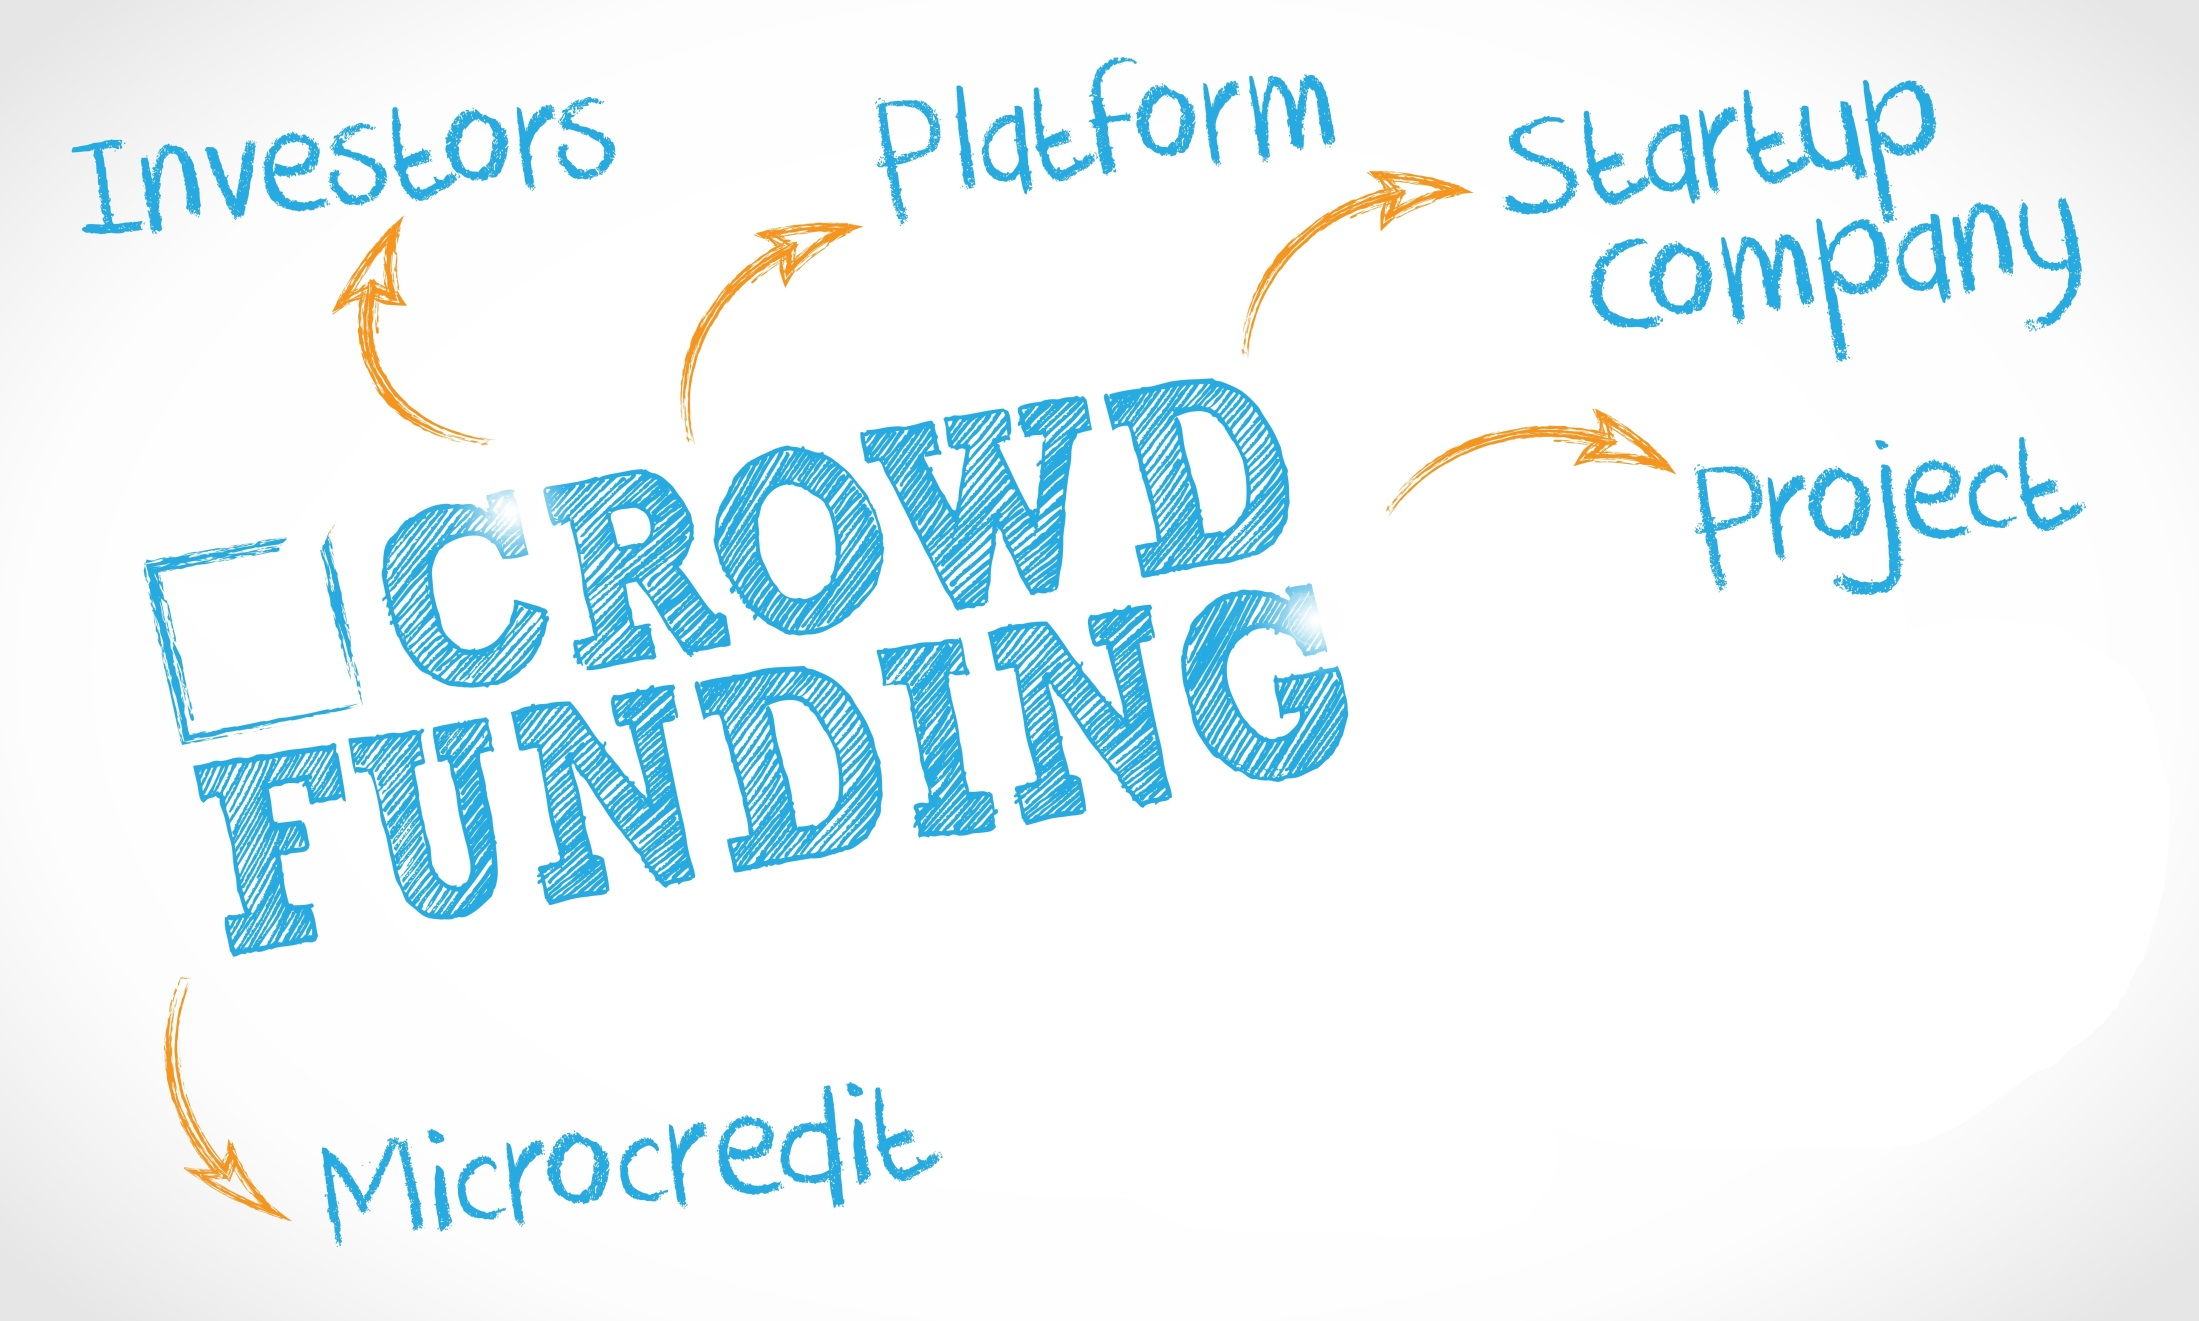 Investors
Platform
Startup
company
Project
CROWD
FUNDING
Microcredit